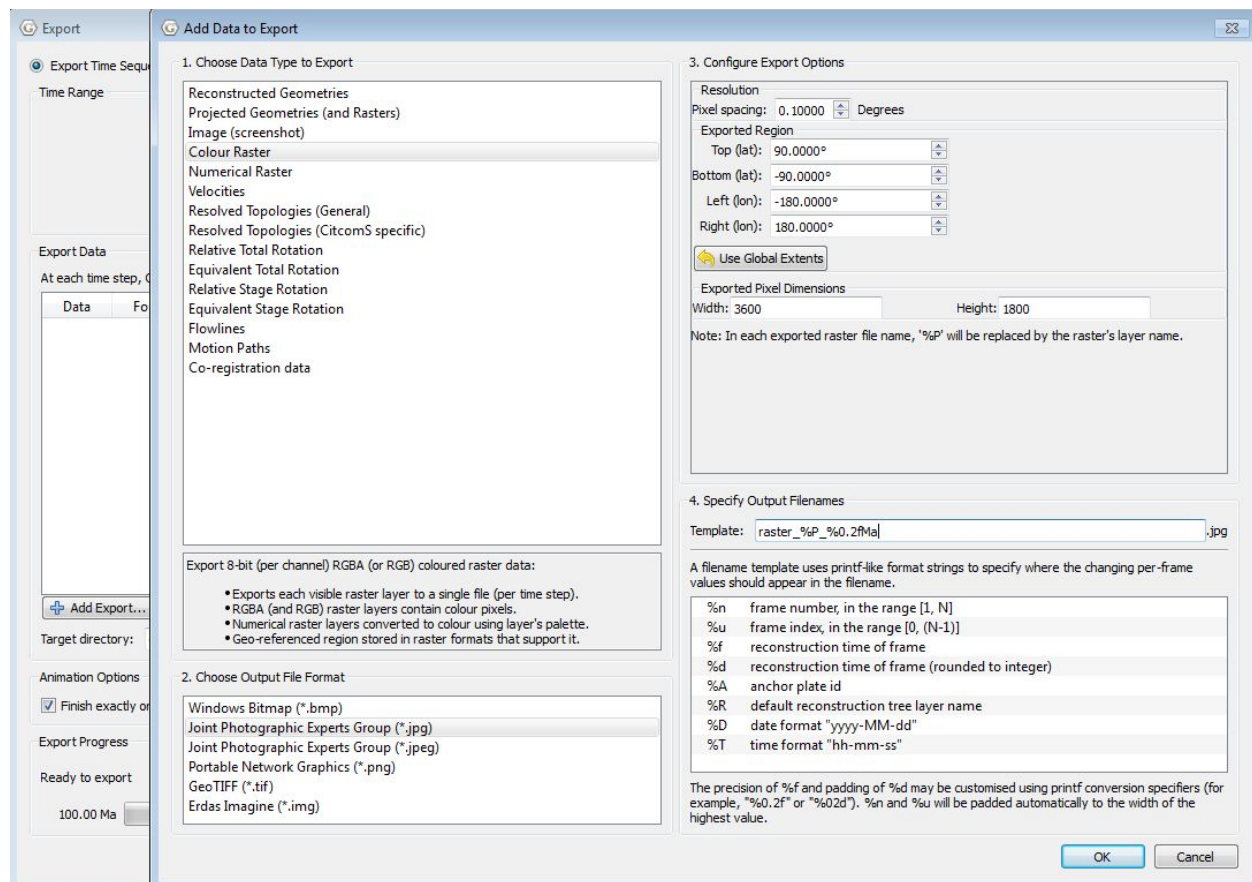 Export
Export Time Sequ
Time Range
Export Data
At each time step, G
Data Fo
Add Export...
Target directory:
Animation Options
Finish exactly or
Export Progress
Ready to export
100.00 Ma
Add Data to Export
1. Choose Data Type to Export
Reconstructed Geometries
Projected Geometries (and Rasters)
Image (screenshot)
Colour Raster
Numerical Raster
Velocities
Resolved Topologies (General)
Resolved Topologies (CitcomS specific)
Relative Total Rotation
Equivalent Total Rotation
Relative Stage Rotation
Equivalent Stage Rotation
Flowlines
Motion Paths
Co-registration data
Export 8-bit (per channel) RGBA (or RGB) coloured raster data:
•Exports each visible raster layer to a single file (per time step).
•RGBA (and RGB) raster layers contain colour pixels.
•Numerical raster layers converted to colour using layer's palette.
•Geo-referenced region stored in raster formats that support it.
2. Choose Output File Format
Windows Bitmap (*.bmp)
Joint Photographic Experts Group (*.jpg)
Joint Photographic Experts Group (*.jpeg)
Portable Network Graphics (*.png)
GeoTIFF (*.tif)
Erdas Imagine (*.img)
3. Configure Export Options
Resolution
Pixel spacing: 0.10000 Degrees
Exported Region
Top (lat): 90.0000°
Bottom (lat): -90.0000°
Left (lon): -180.0000°
Right (lon): 180.0000°
Use Global Extents
Exported Pixel Dimensions
Width: 3600 Height: 1800
Note: In each exported raster file name, '%P' will be replaced by the raster's layer name.
4. Specify Output Filenames
Template: raster_%P_%0.2fMa .jpg
A filename template uses printf-like format strings to specify where the changing per-frame
values should appear in the filename.
%n frame number, in the range [1, N]
%u frame index, in the range [0, (N-1)]
%f reconstruction time of frame
%d reconstruction time of frame (rounded to integer)
%A anchor plate id
%R default reconstruction tree layer name
%D date format "yyyy-MM-dd"
%T time format "hh-mm-ss"
The precision of %f and padding of %d may be customised using printf conversion specifiers (for
example, "%0.2f" or "%02d"). %n and %u will be padded automatically to the width of the
highest value.
OK Cancel